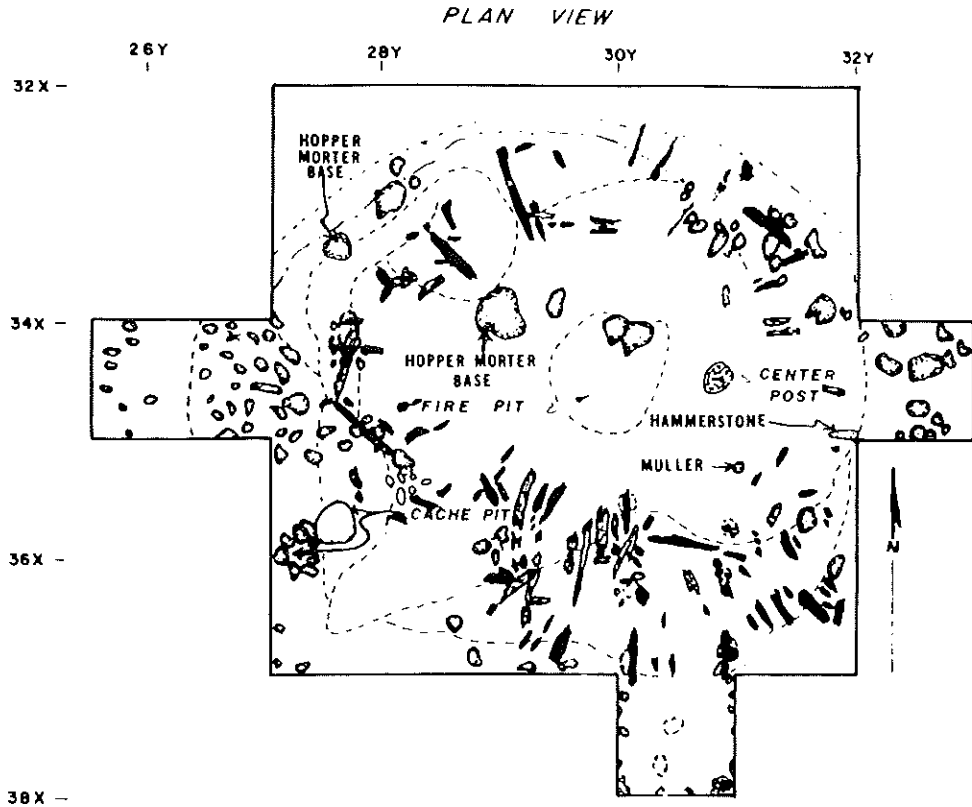 PLAN VIEW
26Y 28Y 30Y 32Y
32X
HOPPER
MORTER
BASE
34X
HOPPER MORTER
BASE
CENTER
POST
FIRE PIT
HAMMERSTONE
MULLER
CACHE PIT
36X
N
38X